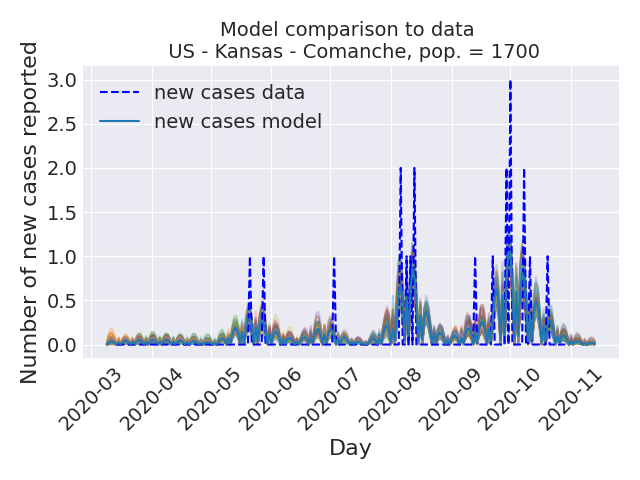 Model comparison to data
US - Kansas - Comanche, pop. = 1700
Number of new cases reported
3.0
2.5
2.0
1.5
1.0
0.5
0.0
new cases data
new cases model
2020-03
2020-04
2020-05
2020-06
2020-07
2020-08
2020-09
2020-10
2020-11
Day